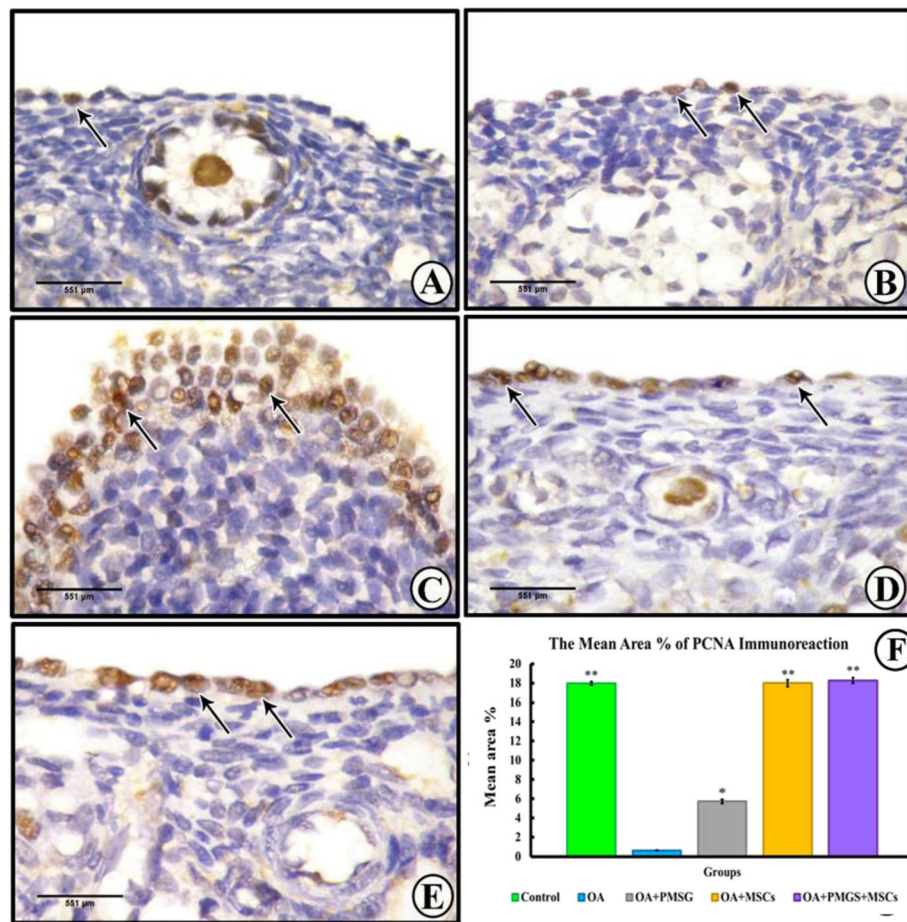 A
551 µm
B
551 µm
C
551 µm
D
551 µm
E
551 µm
F
The Mean Area % of PCNA Immunoreaction
Mean area %
20
18
16
14
12
10
8
6
4
2
0
**
*
**
**
Groups
Control OA OA+PMSG OA+MSCs OA+PMGS+MSCs